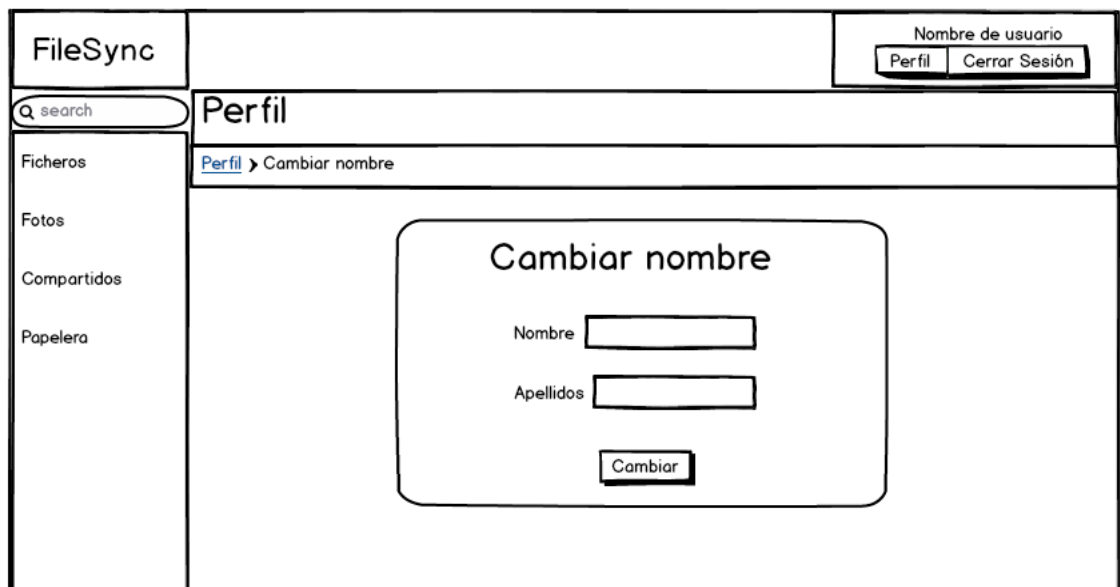 FileSync
Nombre de usuario
Perfil Cerrar Sesión
search
Perfil
Perfil > Cambiar nombre
Ficheros
Fotos
Compartidos
Papelera
Cambiar nombre
Nombre
Apellidos
Cambiar